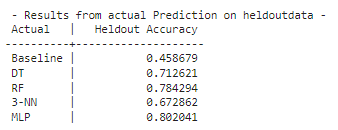 - Results from actual Prediction on heldoutdata -
Actual | Heldout Accuracy
----------+--------------------
Baseline | 0.458679
DT | 0.712621
RF | 0.784294
3-NN | 0.672862
MLP | 0.802041